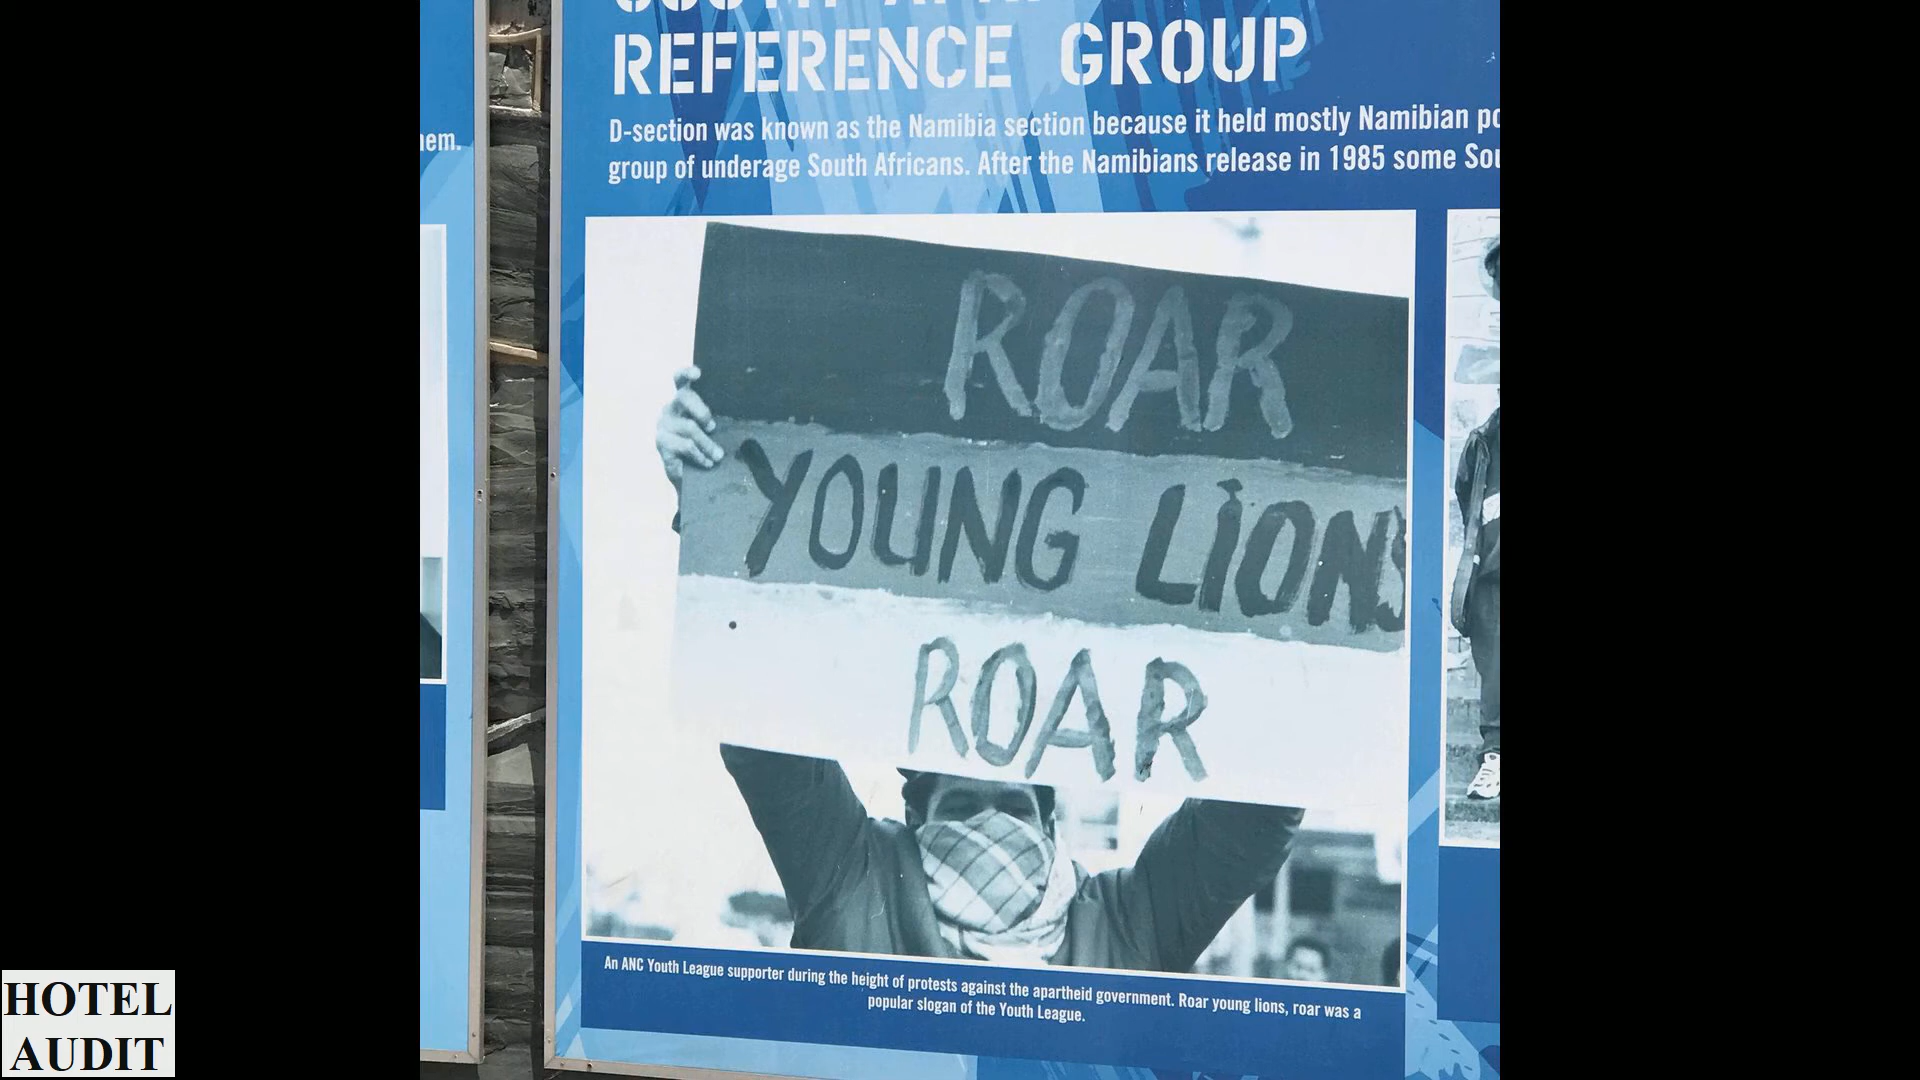 REFERENCE GROUP
hem.
D-section was known as the Namibia section because it held mostly Namibian po
group of underage South Africans. After the Namibians release in 1985 some Sou
ROAR
YOUNG LIONS
ROAR
An ANC Youth League supporter during the height of protests against the apartheid government. Roar young lions, roar was a
popular slogan of the Youth League.
HOTEL
AUDIT